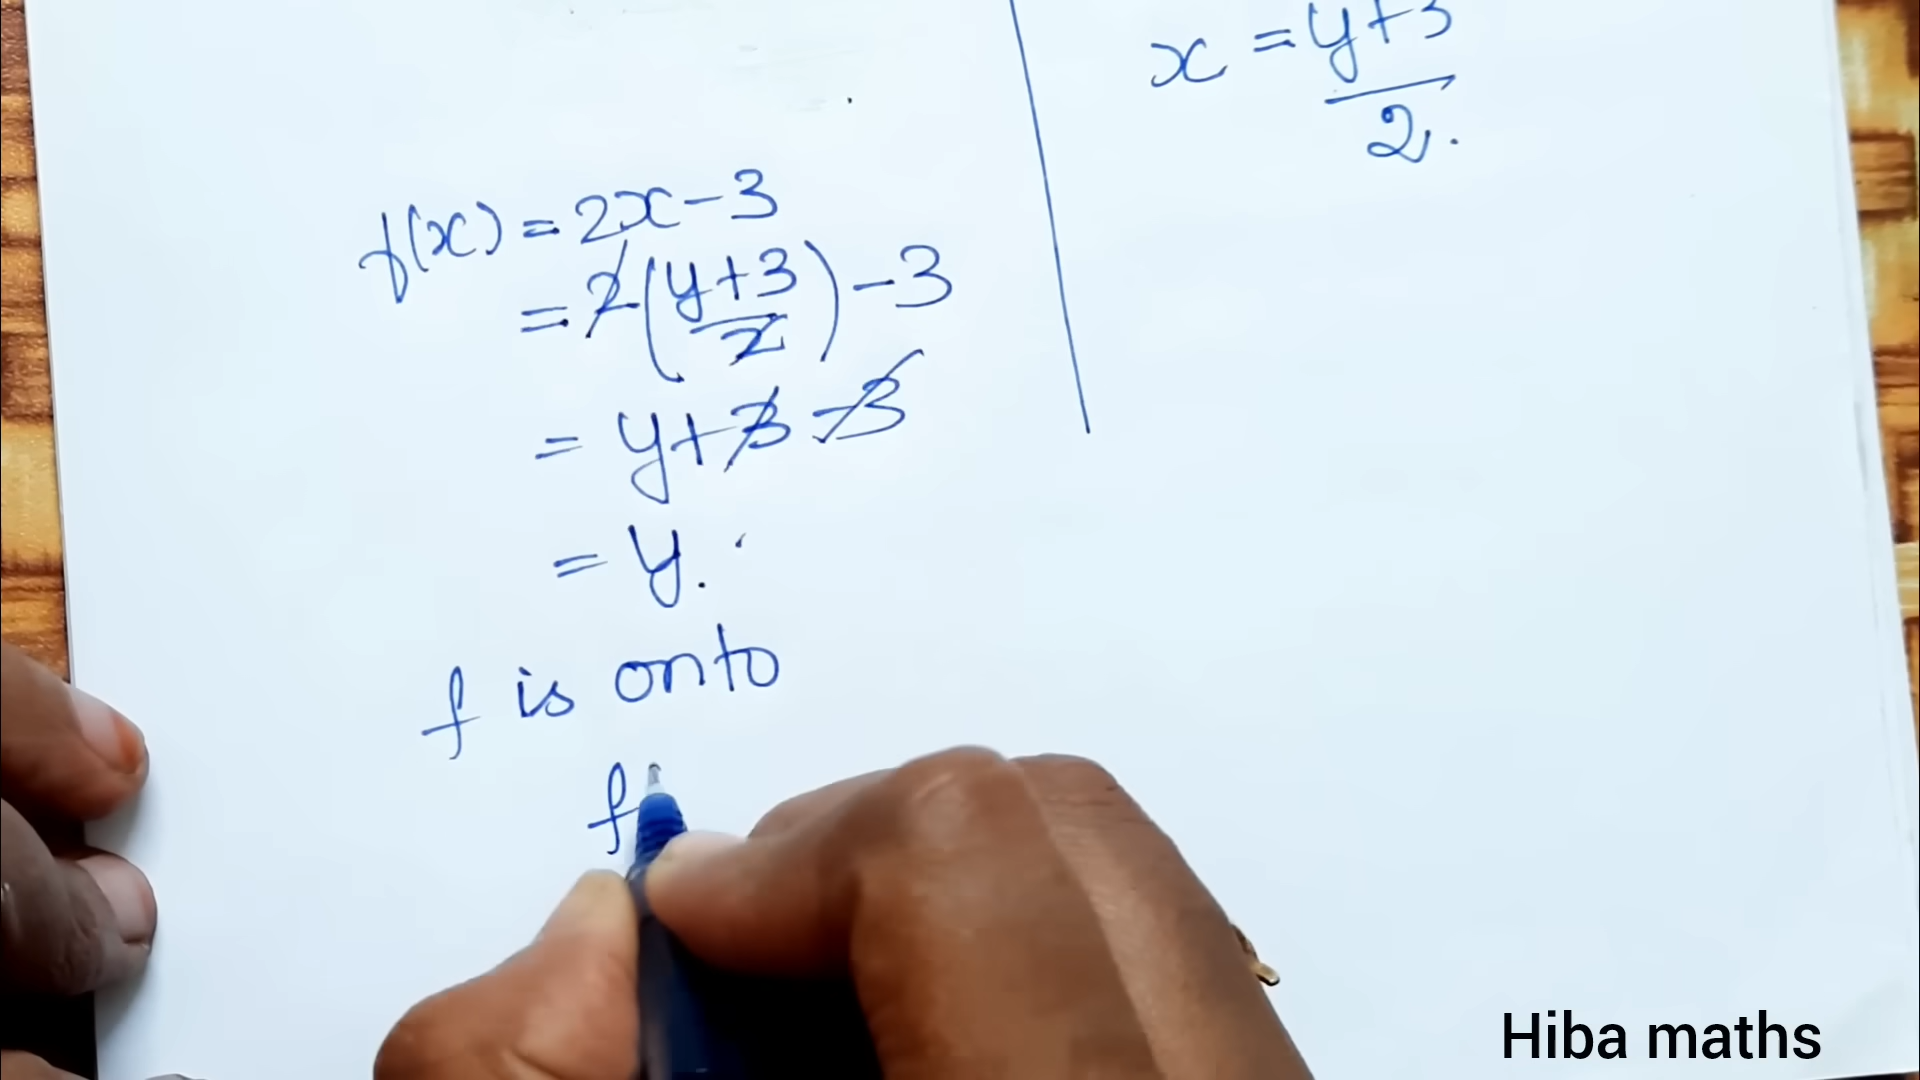 f(x) = 2x - 3
= 2(y+3/2) - 3
= y + 3 - 3
= y.
f is onto
f
x = y+3/2.
Hiba maths